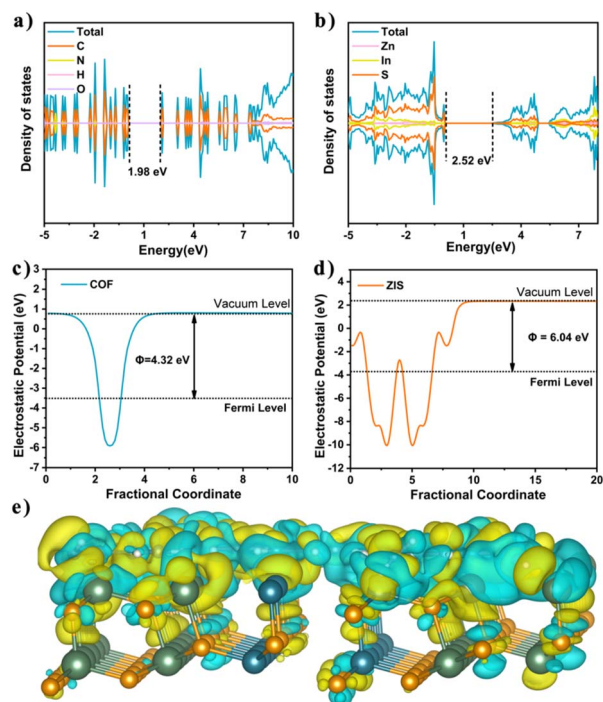 a)
Total
C
N
H
O
1.98 eV
Density of states
-5
-2
1
4
7
10
Energy(eV)
b)
Total
Zn
In
S
2.52 eV
Density of states
-5
-2
1
4
7
Energy(eV)
c)
COF
Vacuum Level
Φ=4.32 eV
Fermi Level
Electrostatic Potential (eV)
3
2
1
0
-1
-2
-3
-4
-5
-6
-7
0
2
4
6
8
10
Fractional Coordinate
d)
ZIS
Vacuum Level
Φ = 6.04 eV
Fermi Level
Electrostatic Potential (eV)
4
2
0
-2
-4
-6
-8
-10
-12
0
5
10
15
20
Fractional Coordinate
e)